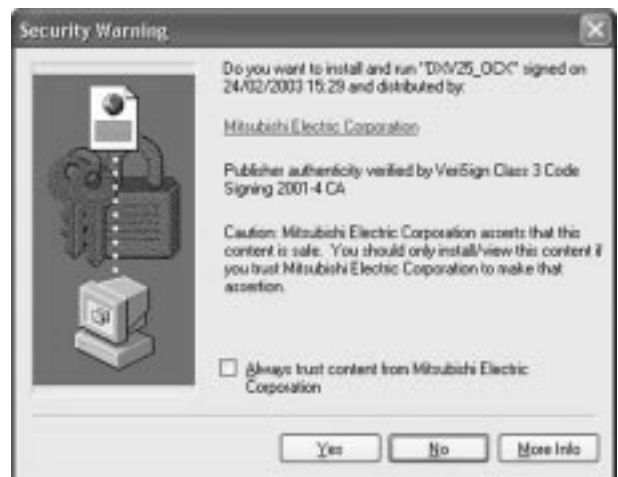 Security Warning
Do you want to install and run "DXV25_OCX" signed on
24/02/2003 15:29 and distributed by:
Mitsubishi Electric Corporation
Publisher authenticity verified by VeriSign Class 3 Code
Signing 2001-4 CA
Caution: Mitsubishi Electric Corporation asserts that this
content is safe. You should only install/view this content if
you trust Mitsubishi Electric Corporation to make that
assertion.
Always trust content from Mitsubishi Electric
Corporation
Yes No More Info